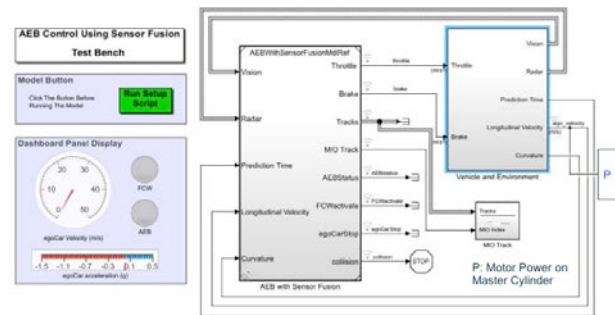 AEB Control Using Sensor Fusion
Test Bench
Model Button
Click The Button Before
Running The Model
Run Setup
Script
Dashboard Panel Display
0
10
20
30
40
50
FCW
AEB
egoCar Velocity (m/s)
-1.5
-1.1
-0.7
-0.3
0.1
0.5
egoCar acceleration (g)
AEBWithSensorFusionMdlRef
Vision
Radar
Prediction Time
Longitudinal Velocity
Curvature
Throttle
Brake
Tracks
MIO Track
AEBStatus
FCWactivate
egoCarStop
collision
AEB with Sensor Fusion
throttle
brake
AEBstatus
FCWactivate
egoCarStop
collision
STOP
Throttle
Brake
Vision
Radar
Prediction Time
Longitudinal Velocity
Curvature
Vehicle and Environment
ego_velocity
P
Tracks
MIO Index
MIO Track
P: Motor Power on
Master Cylinder